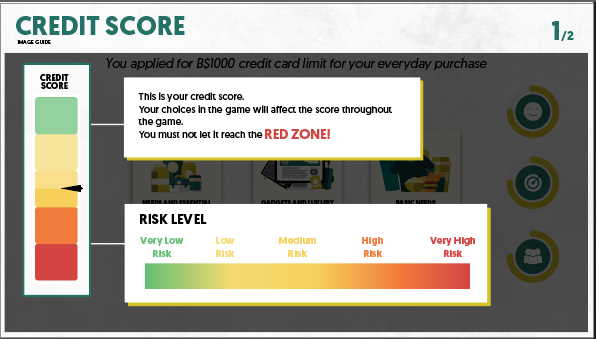 CREDIT SCORE
IMAGE GUIDE
1/2
You applied for B$1000 credit card limit for your everyday purchase
CREDIT
SCORE
This is your credit score.
Your choices in the game will affect the score throughout
the game.
You must not let it reach the RED ZONE!
NEEDS AND ESSENTIAL
GADGETS AND LUXURY
BASIC NEEDS
RISK LEVEL
Very Low Risk
Low Risk
Medium Risk
High Risk
Very High Risk